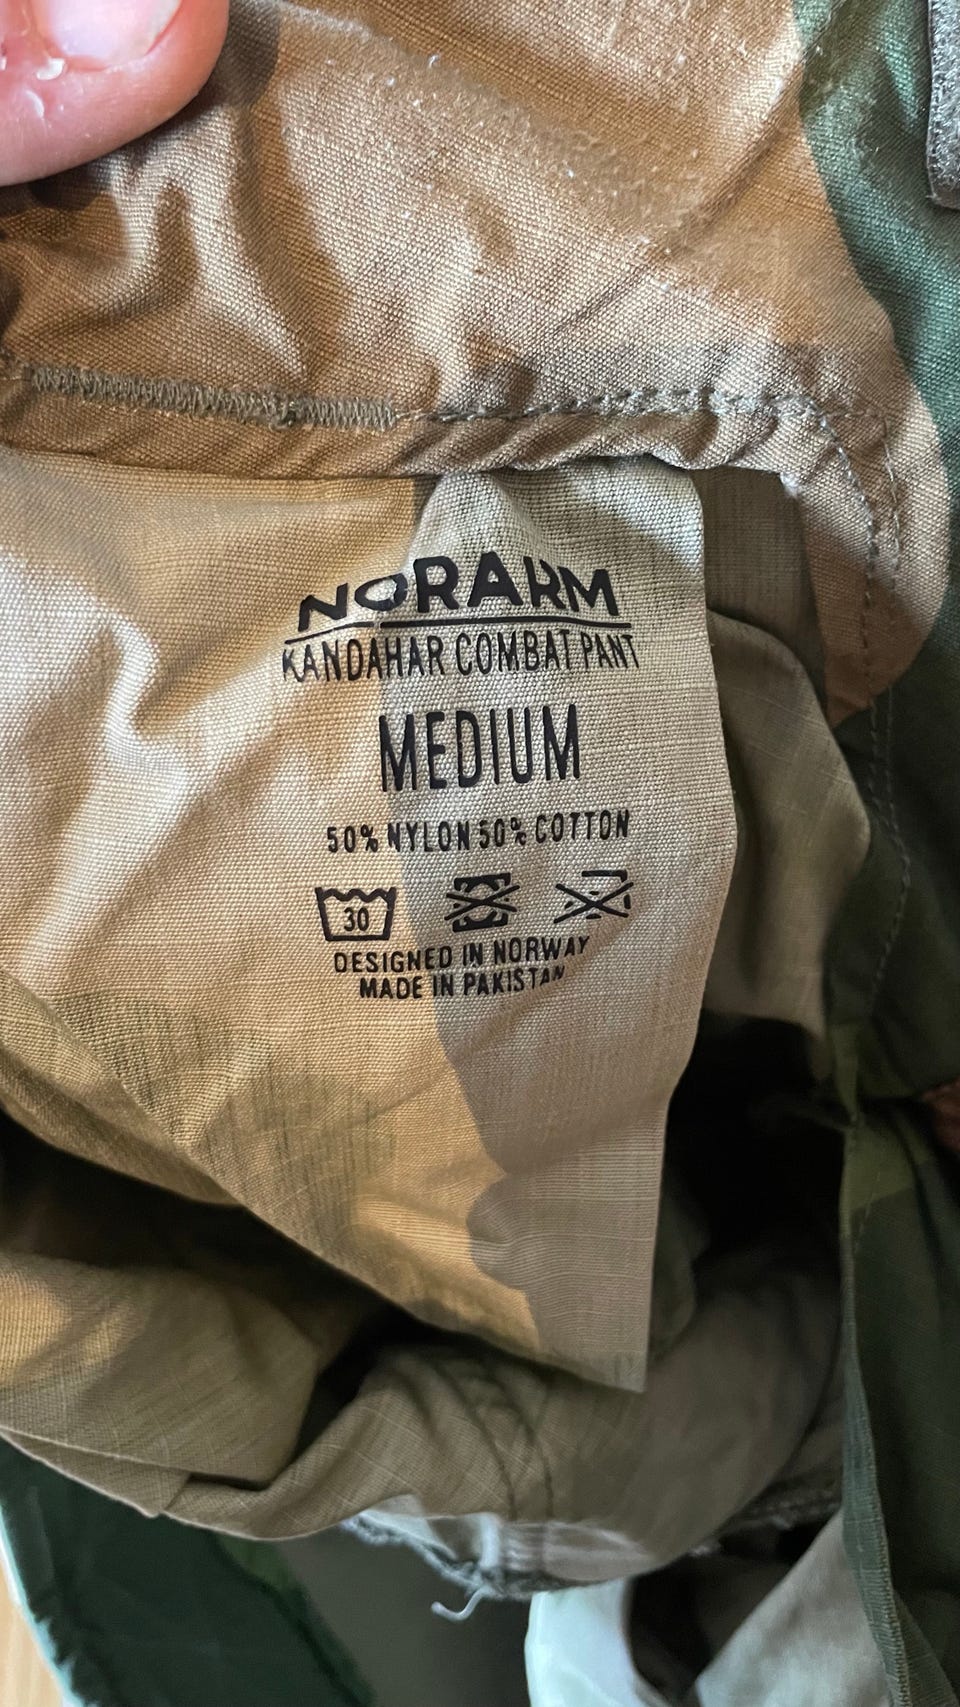 NORARM
KANDAHAR COMBAT PANT
MEDIUM
50% NYLON 50% COTTON
30
DESIGNED IN NORWAY
MADE IN PAKISTAN